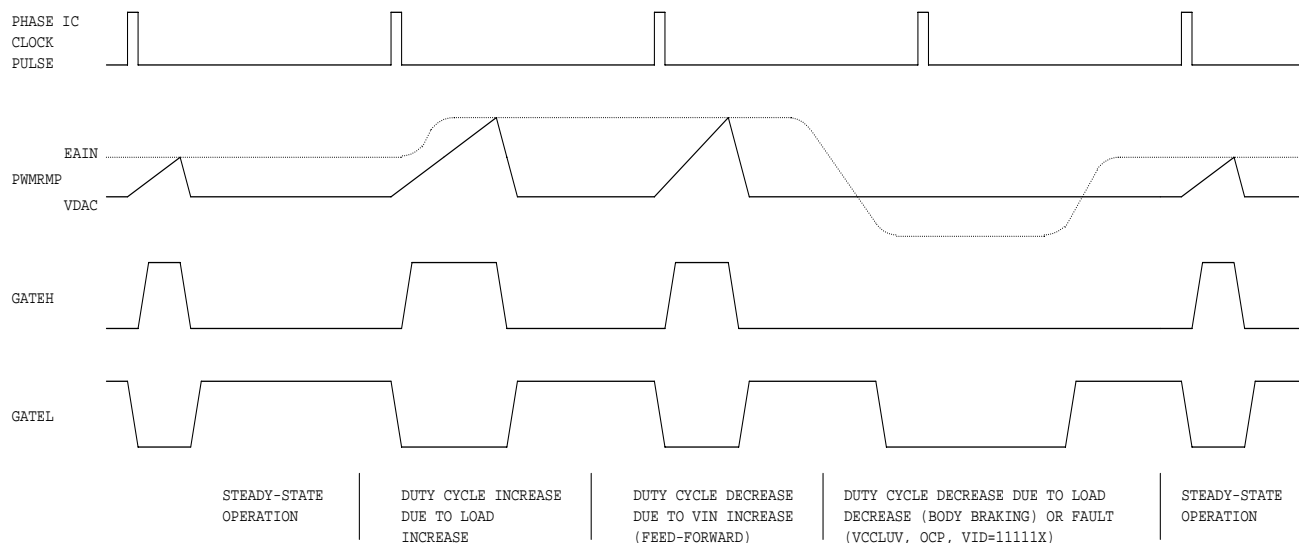 PHASE IC
CLOCK
PULSE
EAIN
PWMRMP
VDAC
GATEH
GATEL
STEADY-STATE
OPERATION
DUTY CYCLE INCREASE
DUE TO LOAD
INCREASE
DUTY CYCLE DECREASE
DUE TO VIN INCREASE
(FEED-FORWARD)
DUTY CYCLE DECREASE DUE TO LOAD
DECREASE (BODY BRAKING) OR FAULT
(VCCLUV, OCP, VID=11111X)
STEADY-STATE
OPERATION